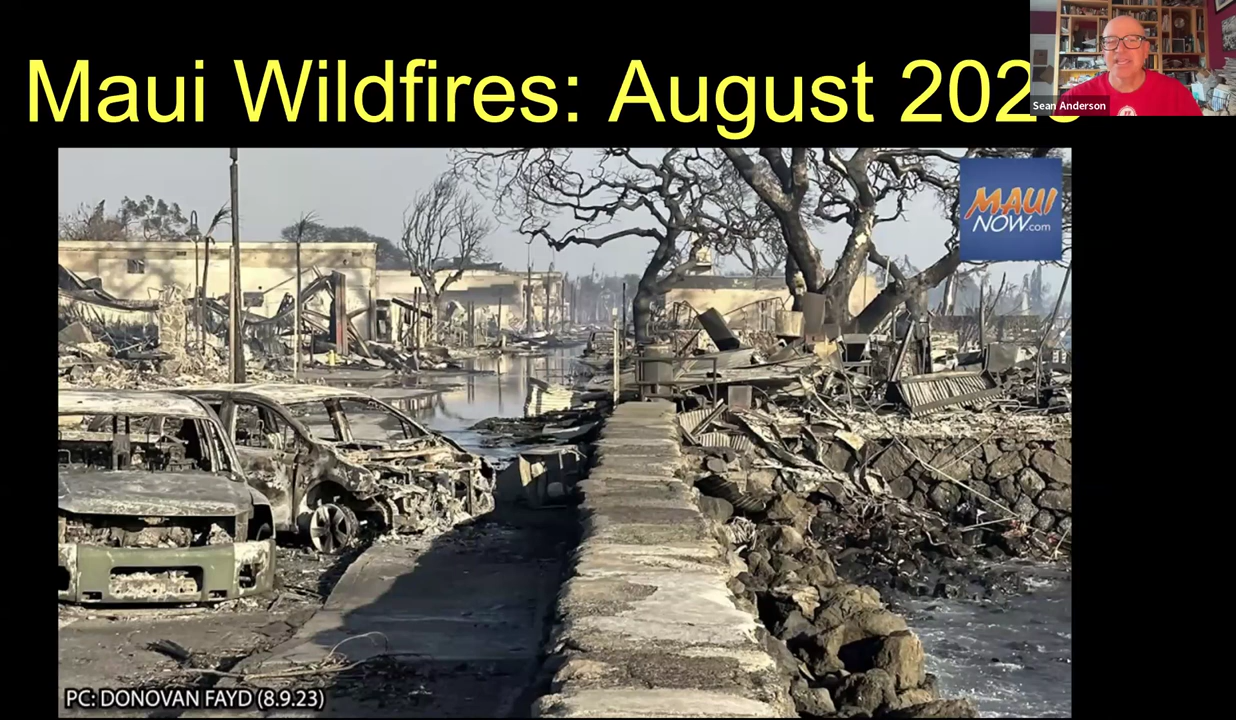 Maui Wildfires: August 202
Sean Anderson
MAUI
NOW.com
PC: DONOVAN FAYD (8.9.23)